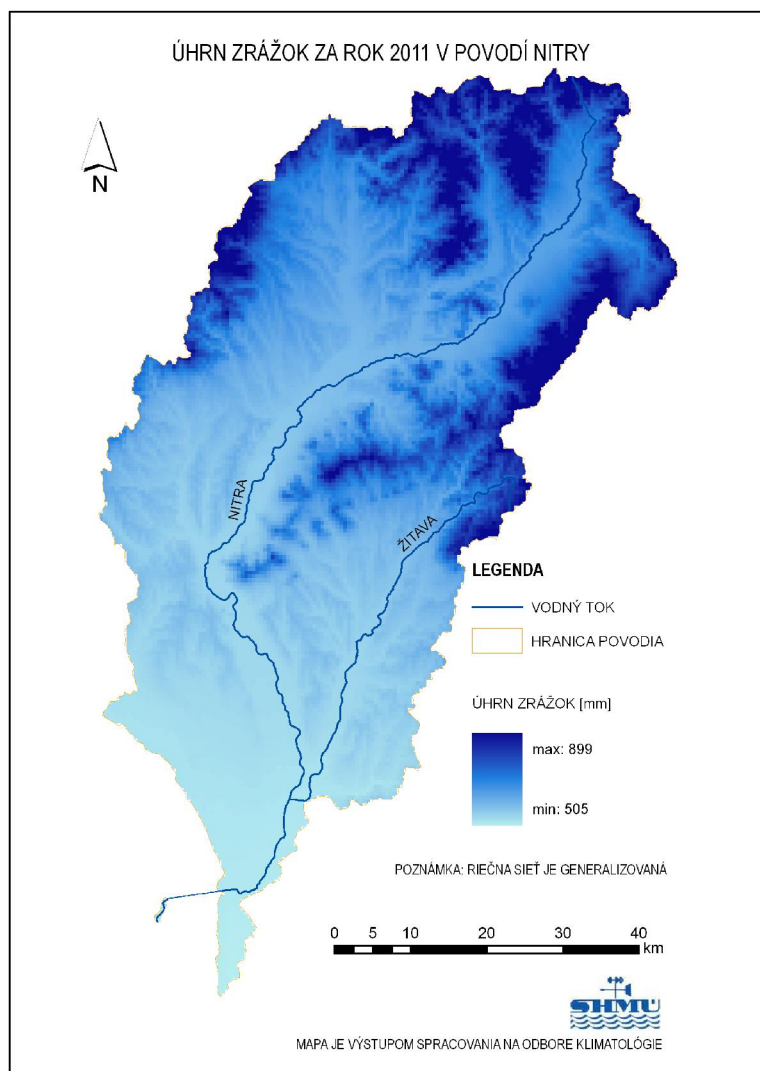 ÚHRN ZRÁŽOK ZA ROK 2011 V POVODÍ NITRY
N
NITRA
ŽITAVA
LEGENDA
VODNÝ TOK
HRANICA POVODIA
ÚHRN ZRÁŽOK [mm]
max: 899
min: 505
POZNÁMKA: RIEČNA SIEŤ JE GENERALIZOVANÁ
0 5 10 20 30 40
km
SHMÚ
MAPA JE VÝSTUPOM SPRACOVANIA NA ODBORE KLIMATOLÓGIE